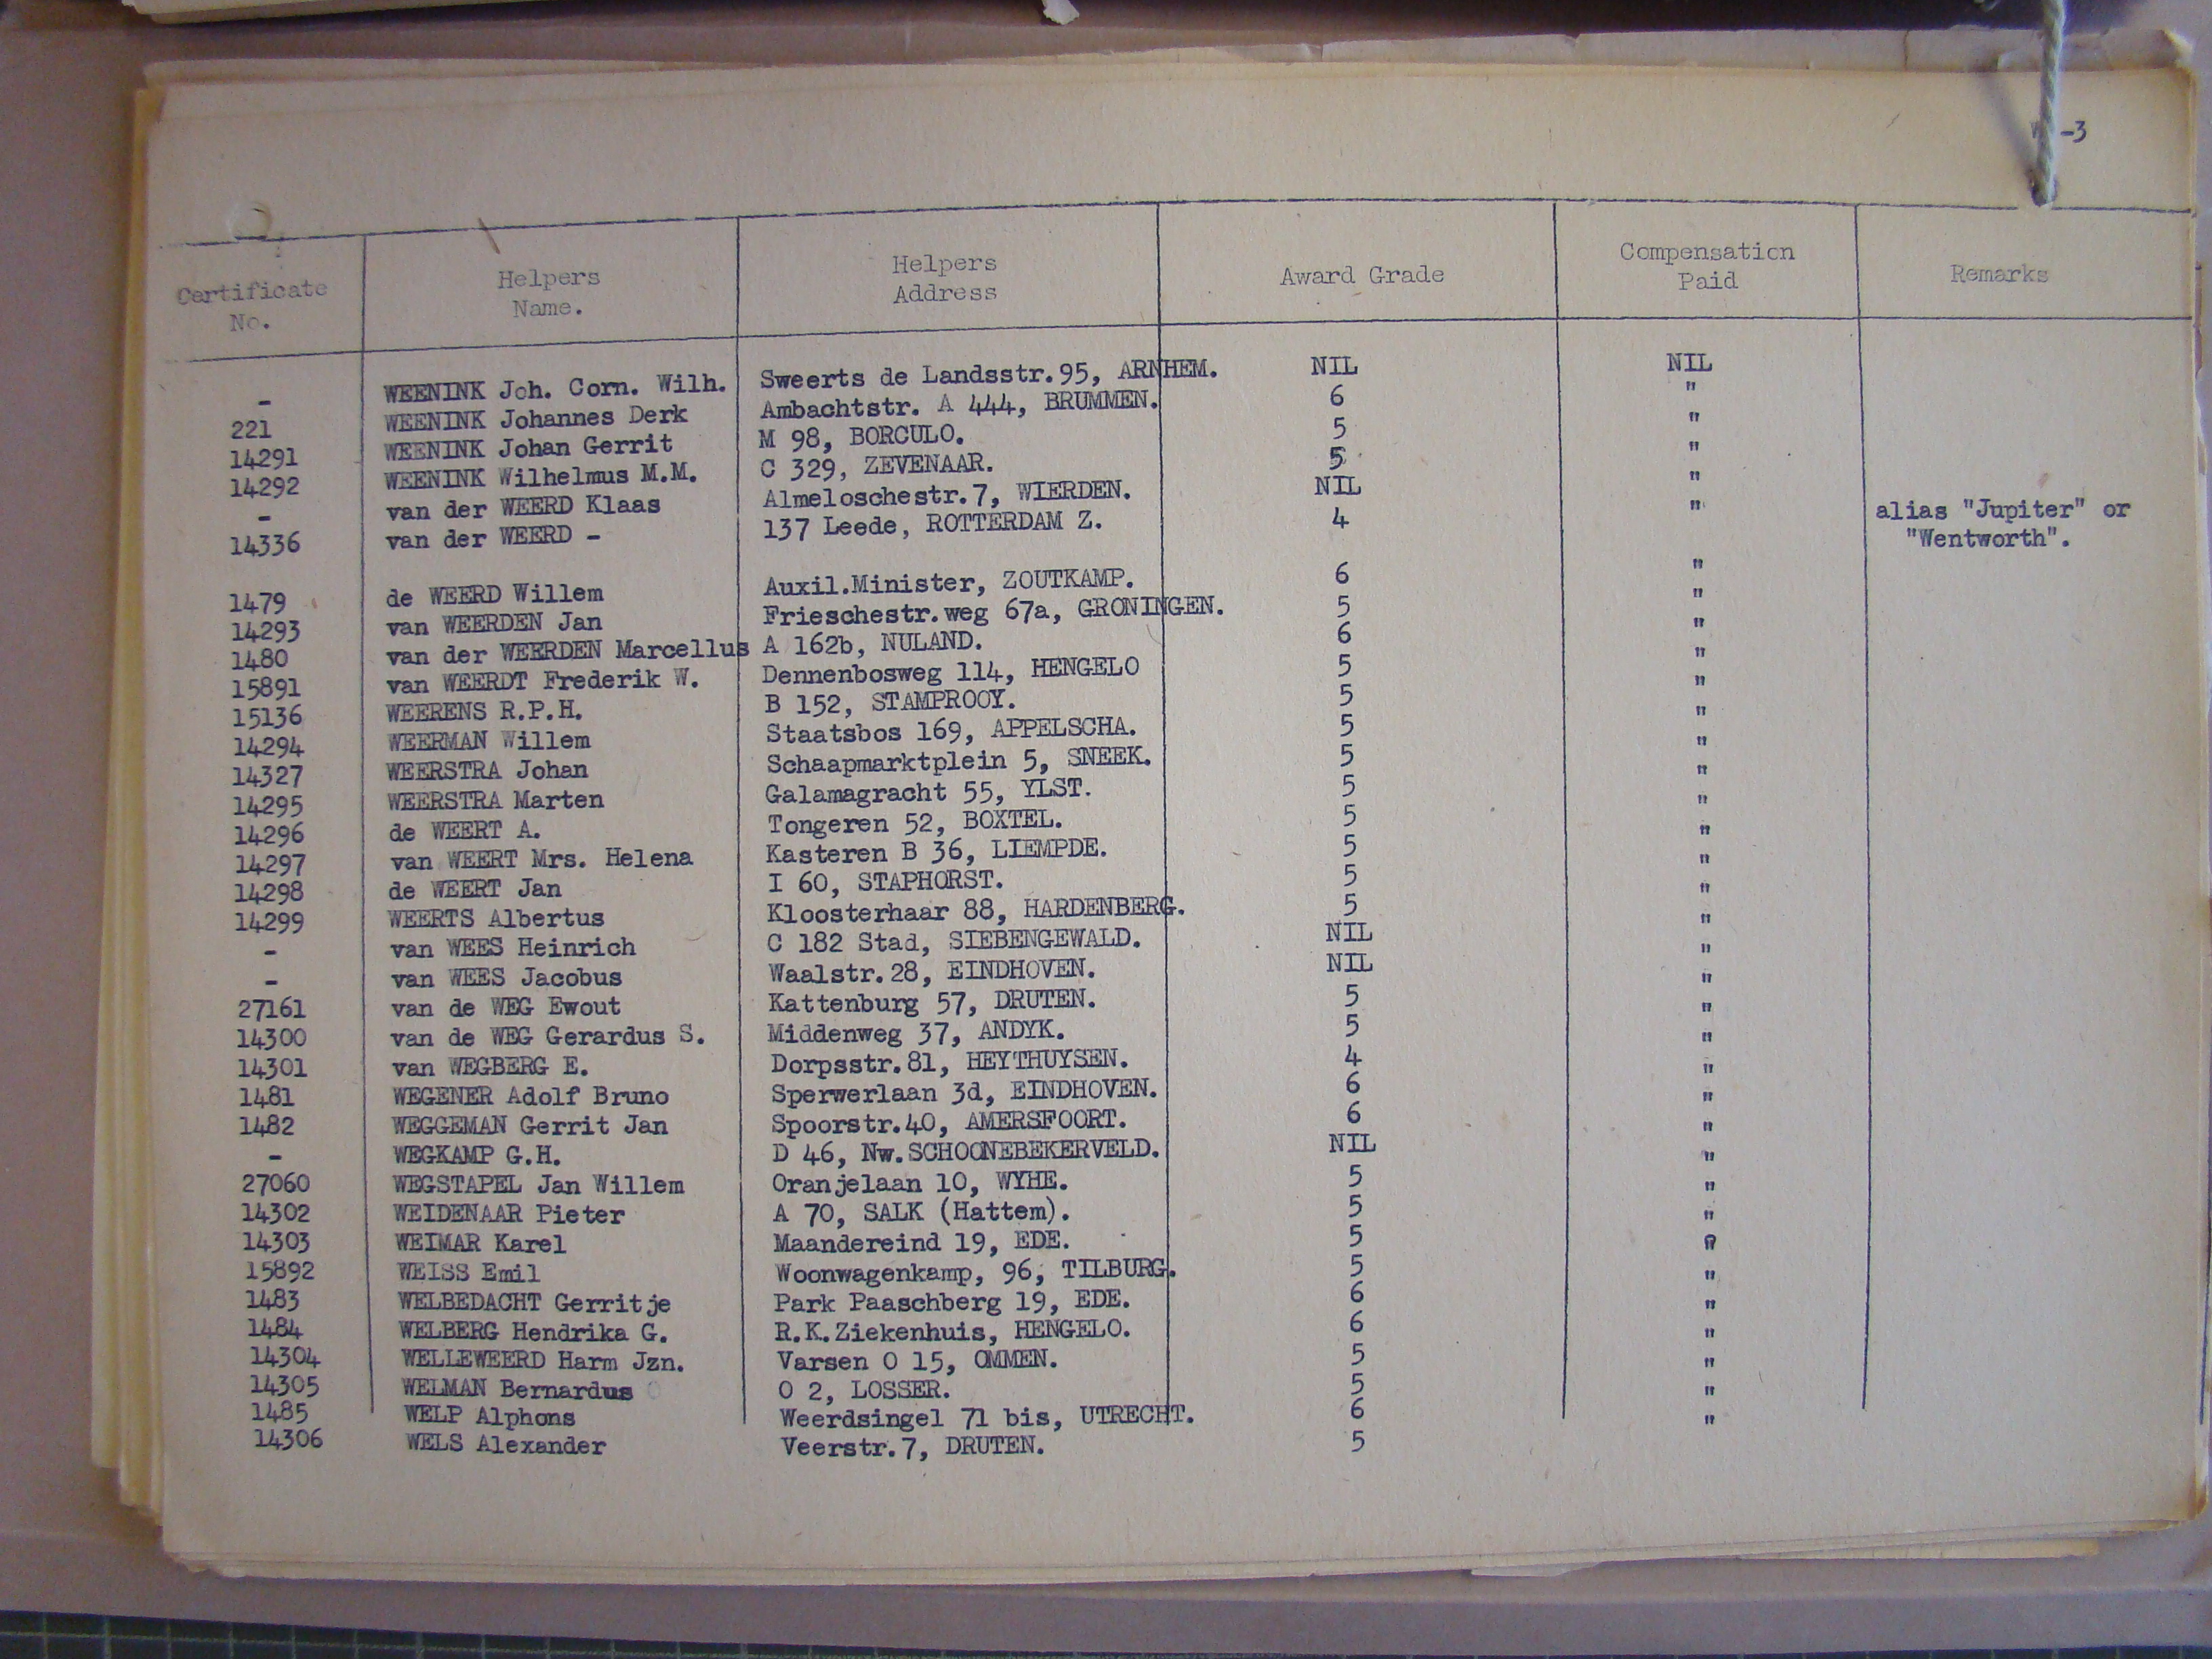 -3
Certificate No. Helpers Name. Helpers Address Award Grade Compensation Paid Remarks
- WEENINK Joh. Corn. Wilh. Sweerts de Landsstr.95, ARNHEM. NIL NIL
221 WEENINK Johannes Derk Ambachtstr. A 444, BRUMMEN. 6 "
14291 WEENINK Johan Gerrit M 98, BORCULO. 5 "
14292 WEENINK Wilhelmus M.M. C 329, ZEVENAAR. 5 "
- van der WEERD Klaas Almeloschestr.7, WIERDEN. NIL "
14336 van der WEERD - 137 Leede, ROTTERDAM Z. 4 " alias "Jupiter" or
"Wentworth".
1479 de WEERD Willem Auxil.Minister, ZOUTKAMP. 6 "
14293 van WEERDEN Jan Frieschestr.weg 67a, GRONINGEN. 5 "
1480 van der WEERDEN Marcellus A 162b, NULAND. 6 "
15891 van WEERDT Frederik W. Dennenbosweg 114, HENGELO 5 "
15136 WEERENS R.P.H. B 152, STAMPROOY. 5 "
14294 WEERMAN Willem Staatsbos 169, APPELSCHA. 5 "
14327 WEERSTRA Johan Schaapmarktplein 5, SNEEK. 5 "
14295 WEERSTRA Marten Galamagracht 55, YLST. 5 "
14296 de WEERT A. Tongeren 52, BOXTEL. 5 "
14297 van WEERT Mrs. Helena Kasteren B 36, LIEMPDE. 5 "
14298 de WEERT Jan I 60, STAPHORST. 5 "
14299 WEERTS Albertus Kloosterhaar 88, HARDENBERG. 5 "
- van WEES Heinrich C 182 Stad, SIEBENGEWALD. NIL "
- van WEES Jacobus Waalstr.28, EINDHOVEN. NIL "
27161 van de WEG Ewout Kattenburg 57, DRUTEN. 5 "
14300 van de WEG Gerardus S. Middenweg 37, ANDYK. 5 "
14301 van WEGBERG E. Dorpsstr.81, HEYTHUYSEN. 4 "
1481 WEGENER Adolf Bruno Sperwerlaan 3d, EINDHOVEN. 6 "
1482 WEGGEMAN Gerrit Jan Spoorstr.40, AMERSFOORT. 6 "
- WEGKAMP G.H. D 46, Nw.SCHOONEBEKERVELD. NIL "
27060 WEGSTAPEL Jan Willem Oranjelaan 10, WYHE. 5 "
14302 WEIDENAAR Pieter A 70, SALK (Hattem). 5 "
14303 WEIMAR Karel Maandereind 19, EDE. 5 "
15892 WEISS Emil Woonwagenkamp, 96, TILBURG. 5 "
1483 WELBEDACHT Gerritje Park Paaschberg 19, EDE. 6 "
1484 WELBERG Hendrika G. R.K.Ziekenhuis, HENGELO. 6 "
14304 WELLEWEERD Harm Jzn. Varsen O 15, OMMEN. 5 "
14305 WELMAN Bernardus O 2, LOSSER. 5 "
1485 WELP Alphons Weerdsingel 71 bis, UTRECHT. 6 "
14306 WELS Alexander Veerstr.7, DRUTEN. 5